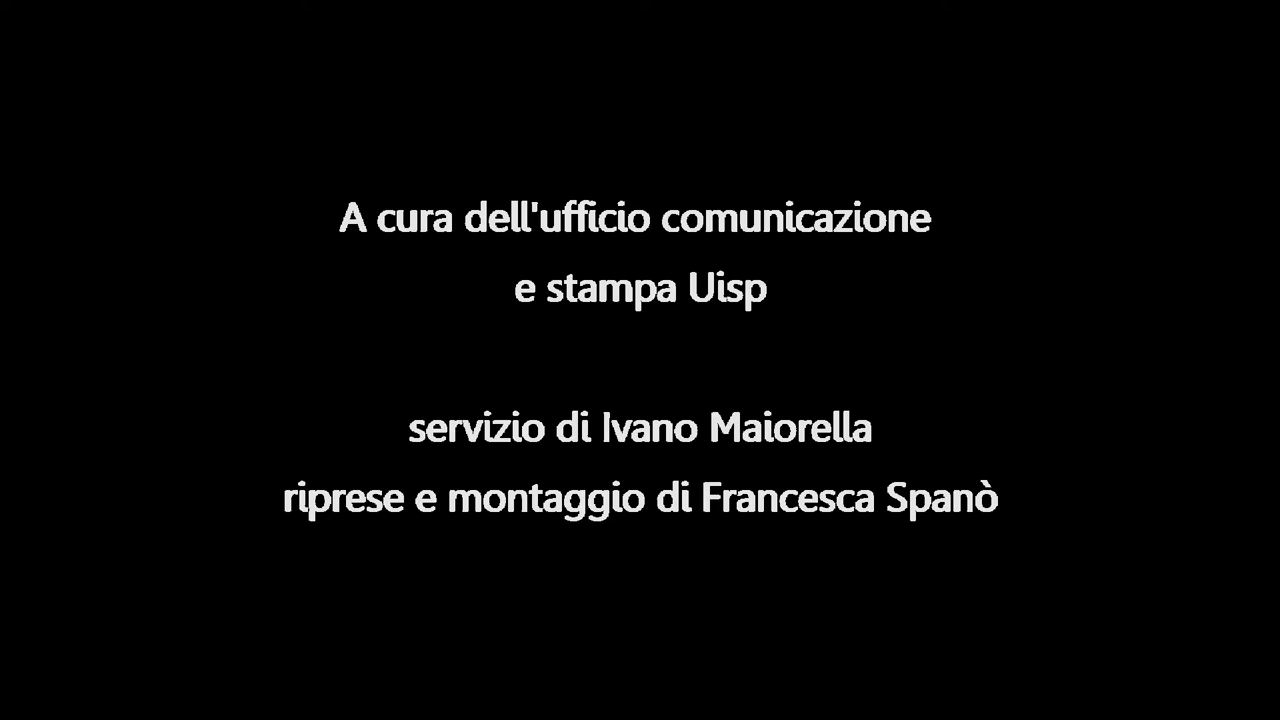 A cura dell'ufficio comunicazione
e stampa Uisp
servizio di Ivano Maiorella
riprese e montaggio di Francesca Spanò